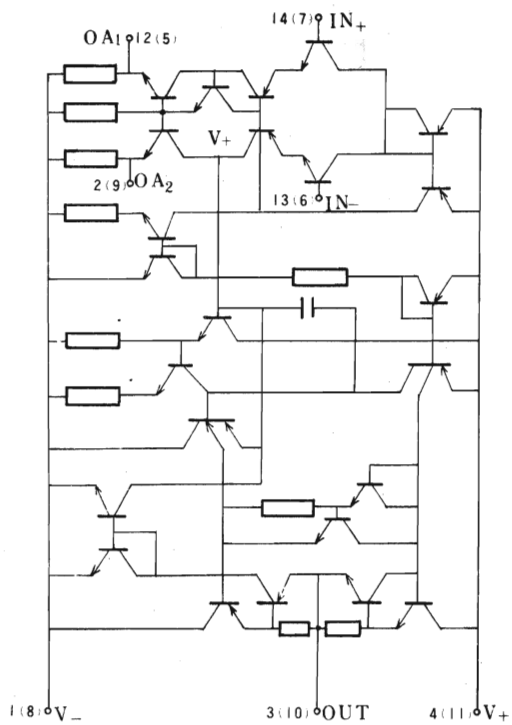 14(7) IN+
OA1 12(5)
V+
2(9) OA2
13(6) IN-
1(8) V-
3(10) OUT
4(11) V+